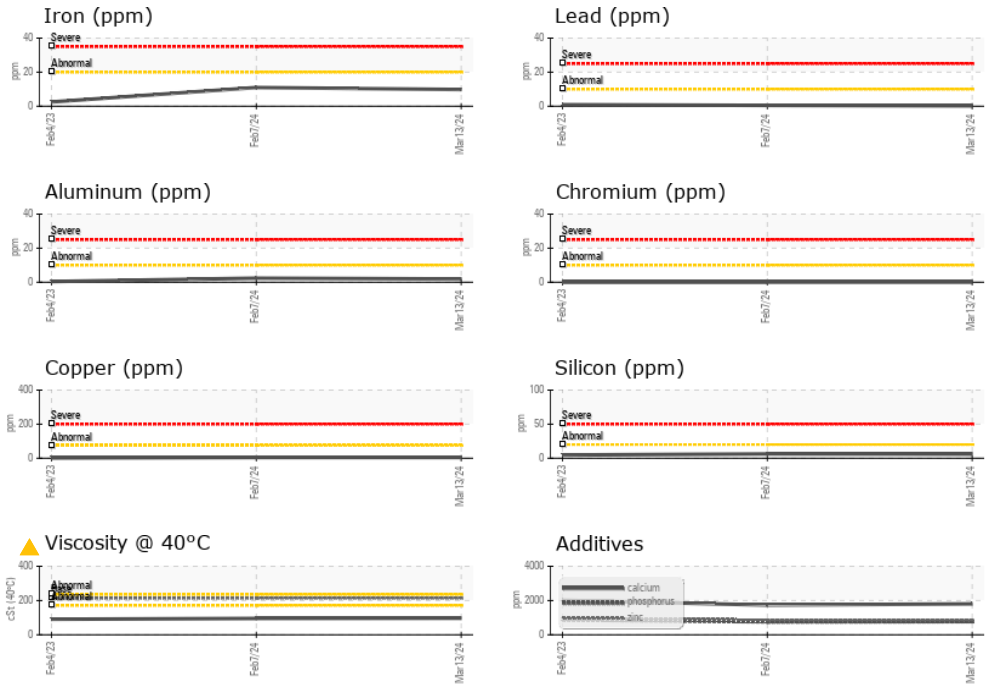 Iron (ppm)
40
Severe
Abnormal
20
0
ppm
Feb4/23
Feb7/24
Mar13/24
Lead (ppm)
40
Severe
20
Abnormal
0
ppm
Feb4/23
Feb7/24
Mar13/24
Aluminum (ppm)
40
Severe
20
Abnormal
0
ppm
Feb4/23
Feb7/24
Mar13/24
Chromium (ppm)
40
Severe
20
Abnormal
0
ppm
Feb4/23
Feb7/24
Mar13/24
Copper (ppm)
400
Severe
200
Abnormal
0
ppm
Feb4/23
Feb7/24
Mar13/24
Silicon (ppm)
100
Severe
50
Abnormal
0
ppm
Feb4/23
Feb7/24
Mar13/24
Viscosity @ 40°C
400
Abnormal
200
Abnormal
0
cSt (40°C)
Feb4/23
Feb7/24
Mar13/24
Additives
4000
calcium
2000
phosphorus
zinc
0
ppm
Feb4/23
Feb7/24
Mar13/24